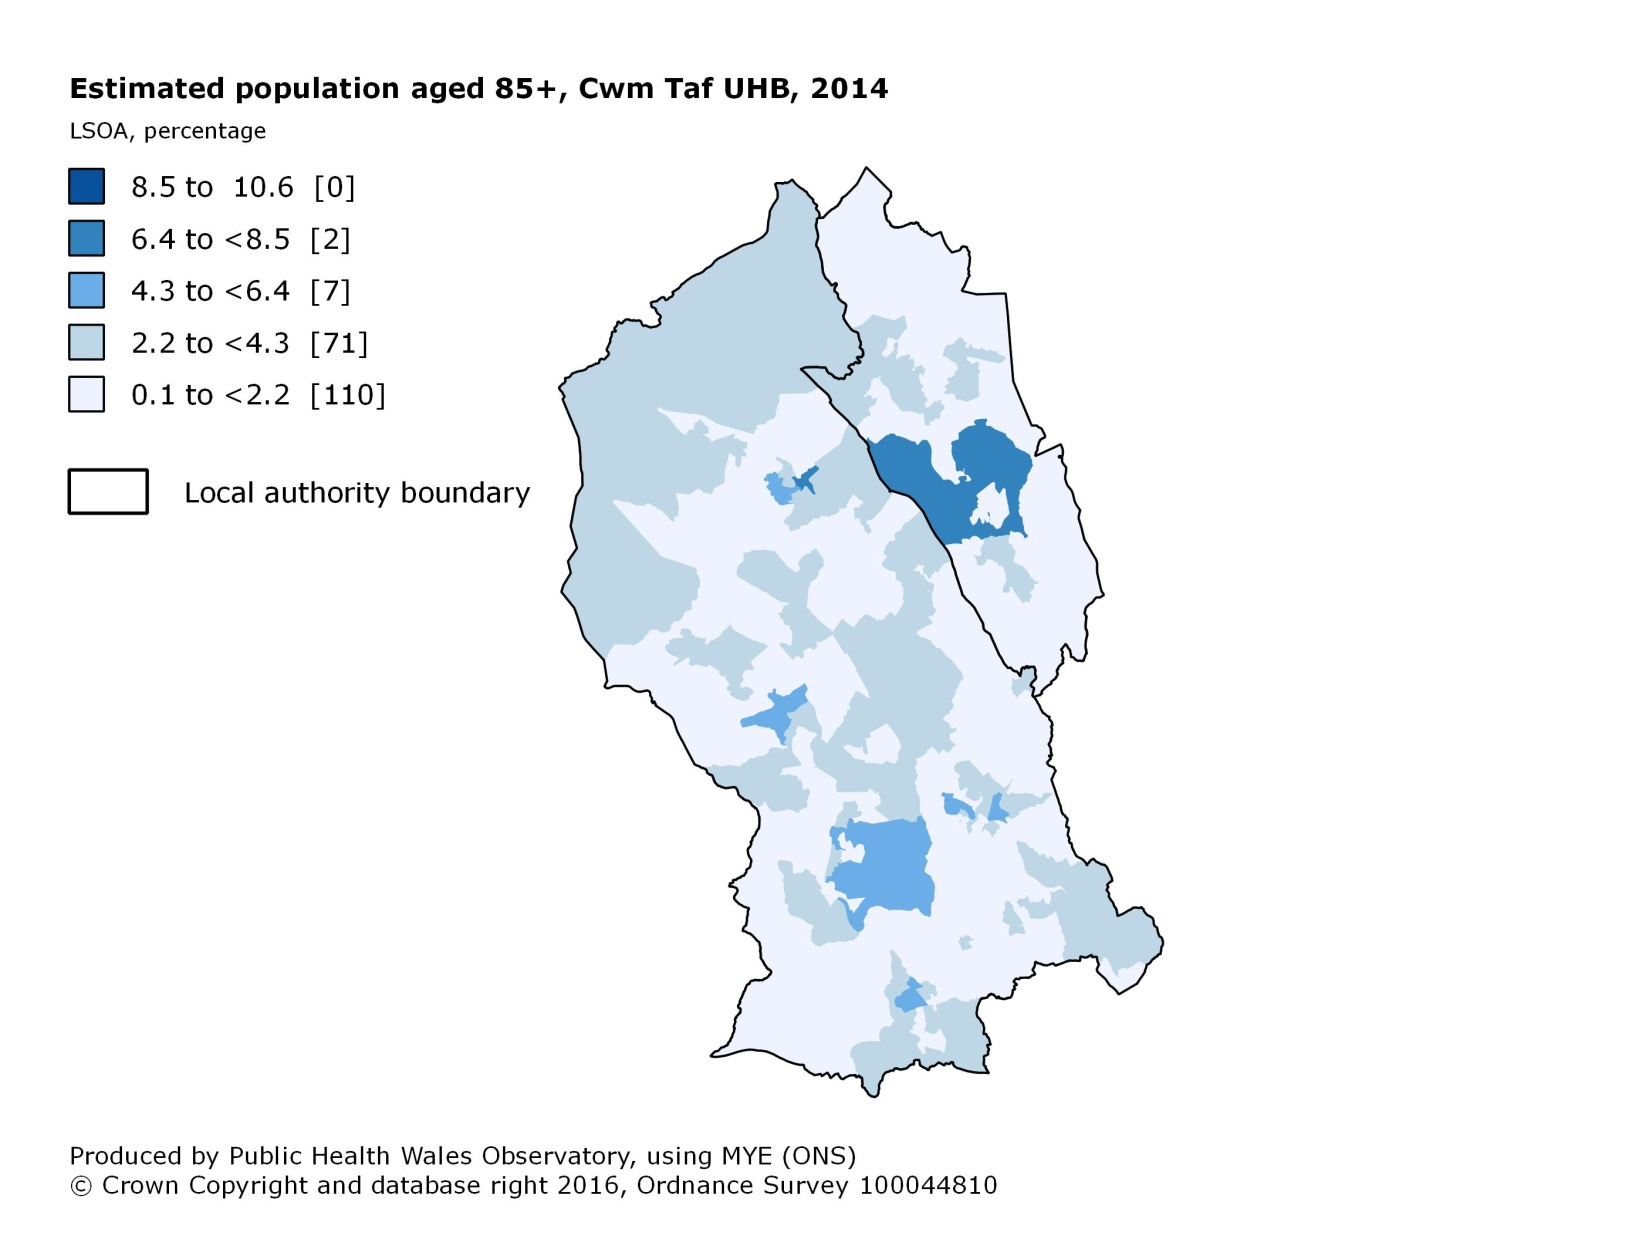 Estimated population aged 85+, Cwm Taf UHB, 2014
LSOA, percentage
8.5 to  10.6  [0]
6.4 to <8.5  [2]
4.3 to <6.4  [7]
2.2 to <4.3  [71]
0.1 to <2.2  [110]
Local authority boundary
Produced by Public Health Wales Observatory, using MYE (ONS)
© Crown Copyright and database right 2016, Ordnance Survey 100044810